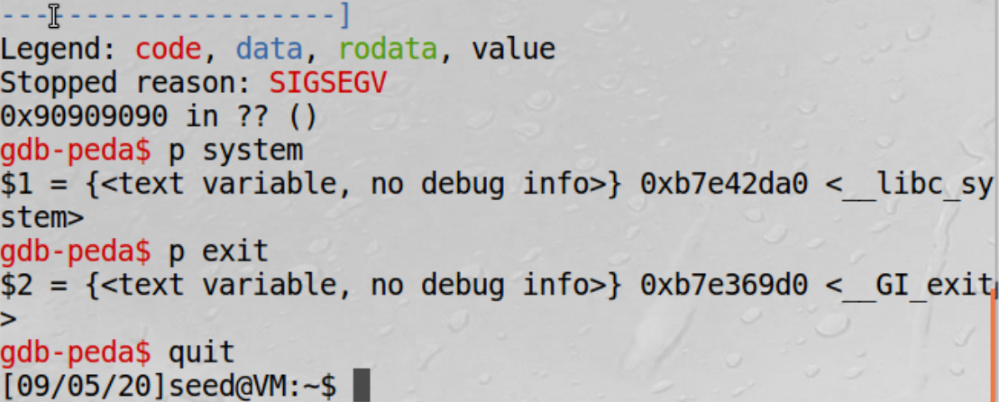 ------------------]
Legend: code, data, rodata, value
Stopped reason: SIGSEGV
0x90909090 in ?? ()
gdb-peda$ p system
$1 = {<text variable, no debug info>} 0xb7e42da0 <__libc_sy
stem>
gdb-peda$ p exit
$2 = {<text variable, no debug info>} 0xb7e369d0 <__GI_exit
>
gdb-peda$ quit
[09/05/20]seed@VM:~$